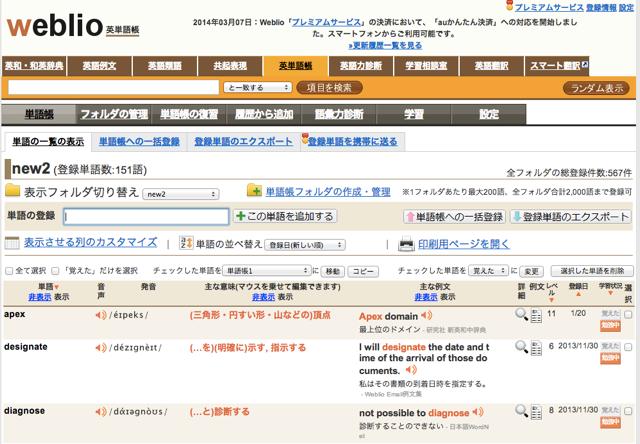 プレミアムサービス 登録情報 設定
weblio 英単語帳
2014年03月07日：Weblio「プレミアムサービス」の決済において、「auかんたん決済」への対応を開始しました。スマートフォンからご利用可能です。
»更新履歴一覧を見る
英和・和英辞典 英語例文 英語類語 共起表現 英単語帳 英語力診断 学習相談室 英語翻訳 スマート翻訳
と一致する 項目を検索 ランダム表示
単語帳 フォルダの管理 単語帳の復習 履歴から追加 語彙力診断 学習 設定
単語の一覧の表示 単語帳への一括登録 登録単語のエクスポート 登録単語を携帯に送る
new2 (登録単語数:151語) 全フォルダの総登録件数:567件
表示フォルダ切り替え new2 単語帳フォルダの作成・管理 ※1フォルダあたり最大200語、全フォルダ合計2,000語まで登録可
単語の登録 この単語を追加する 単語帳への一括登録 登録単語のエクスポート
表示させる列のカスタマイズ | 単語の並べ替え 登録日(新しい順) | 印刷用ページを開く
全て選択 「覚えた」だけを選択 チェックした単語を 単語帳1 に 移動 コピー チェックした単語を 覚えた に 変更 選択した単語を削除
単語▼ 音声 発音 主な意味(マウスを乗せて編集できます) 主な例文 詳細 例文 レベル▼ 登録日▲ 学習状況 選択
非表示 表示 非表示 表示 非表示 表示
apex /éɪpeks/ (三角形・円すい形・山などの)頂点 Apex domain 11 1/20 覚えた
最上位のドメイン - 研究社 新英和中辞典 勉強中
designate /dézɪgnèɪt/ (…を)(明確に)示す, 指示する I will designate the date and t 6 2013/11/30 覚えた
ime of the arrival of those do 勉強中
cuments.
私はその書類の到着日時を指定する。
- Weblio Email例文集
diagnose /dάɪəgnòʊs/ (…と)診断する not possible to diagnose 8 2013/11/30 覚えた
診断することのできない - 日本語WordN 勉強中
et